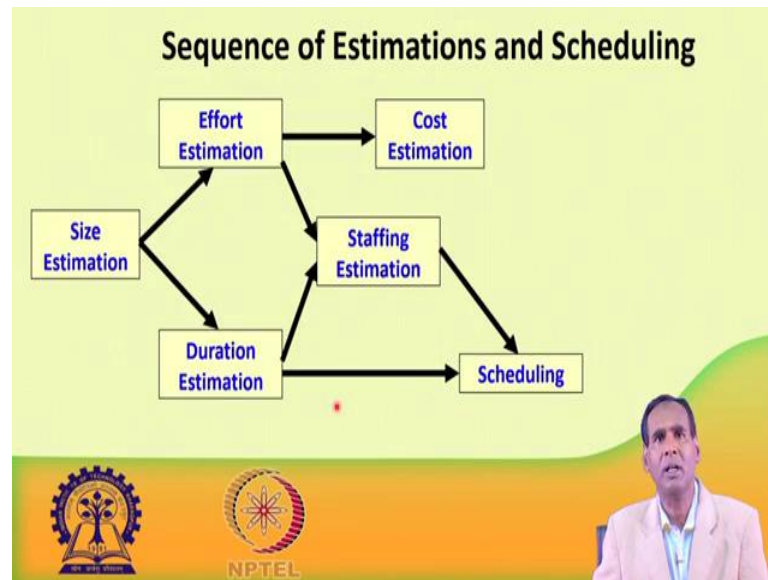 Sequence of Estimations and Scheduling
Effort
Estimation
Cost
Estimation
Size
Estimation
Staffing
Estimation
Duration
Estimation
Scheduling
NPTEL